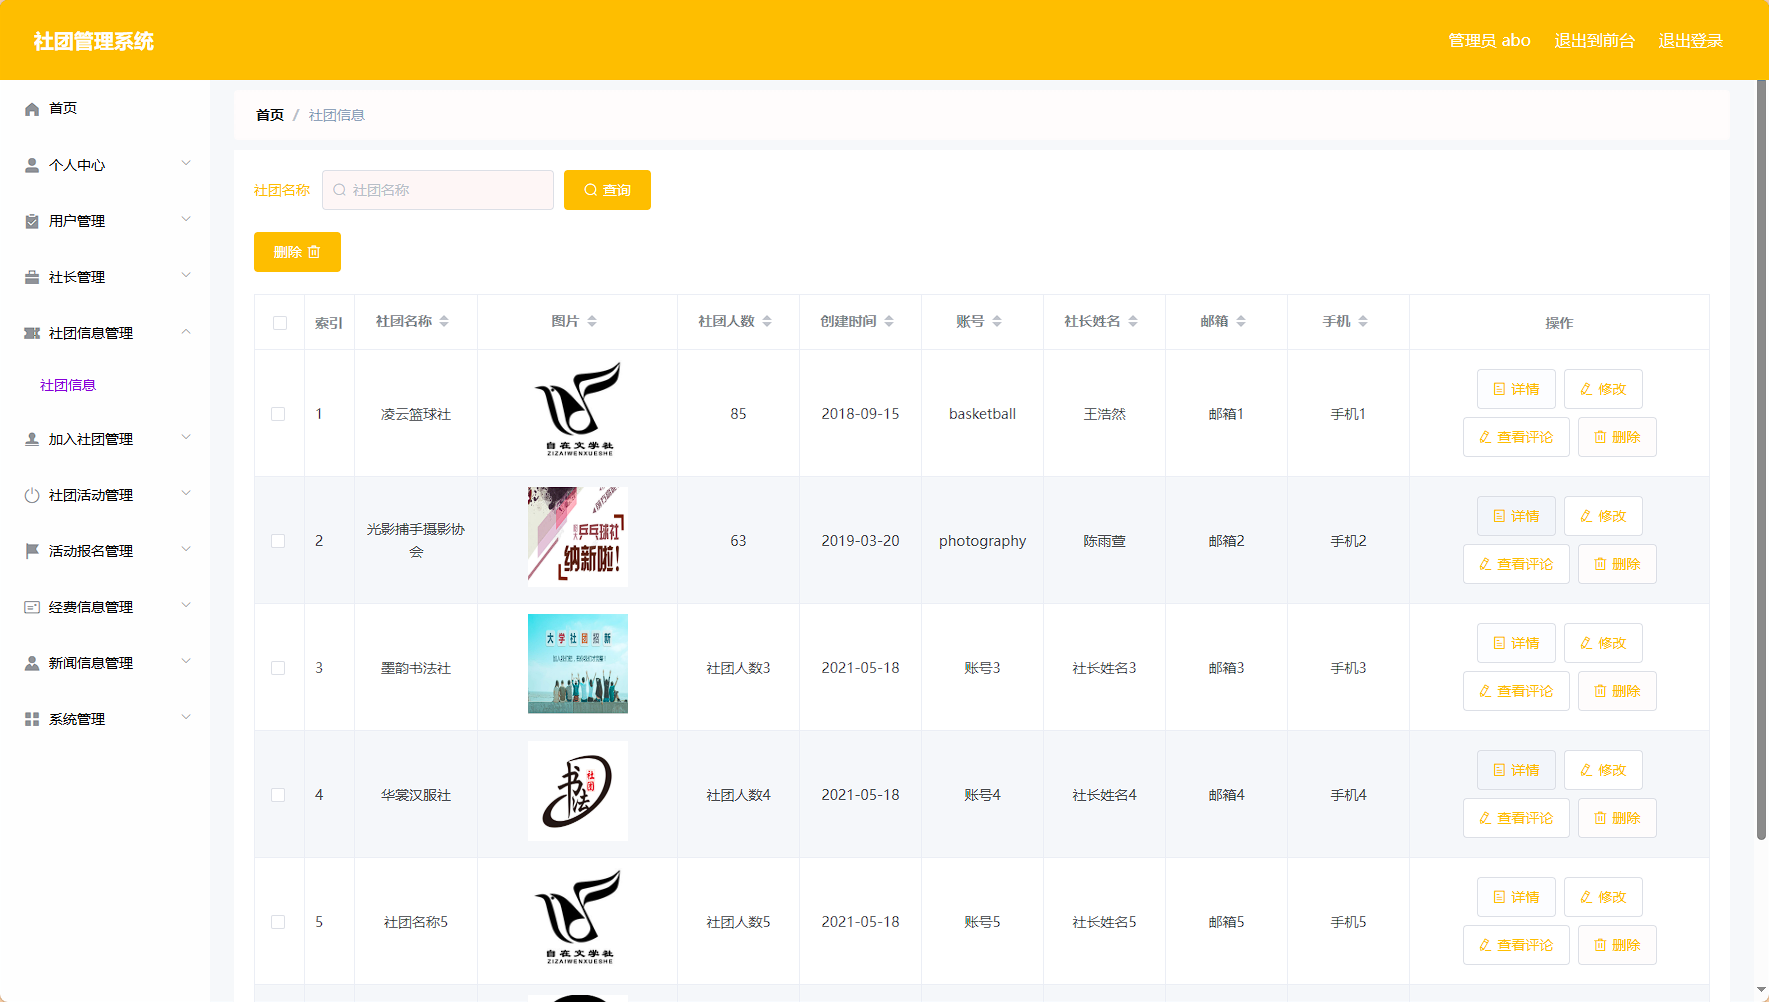 社团管理系统
管理员 abo 退出到前台 退出登录
首页
个人中心
用户管理
社长管理
社团信息管理
社团信息
加入社团管理
社团活动管理
活动报名管理
经费信息管理
新闻信息管理
系统管理
首页 / 社团信息
社团名称 社团名称 查询
删除
索引 社团名称 图片 社团人数 创建时间 账号 社长姓名 邮箱 手机 操作
1 凌云篮球社 85 2018-09-15 basketball 王浩然 邮箱1 手机1
自在文学社
ZIZAIWENXUESHE
详情 修改
查看评论 删除
2 光影捕手摄影协会 63 2019-03-20 photography 陈雨萱 邮箱2 手机2
乒乓球社
纳新啦!
详情 修改
查看评论 删除
3 墨韵书法社 社团人数3 2021-05-18 账号3 社长姓名3 邮箱3 手机3
大学社团招新
详情 修改
查看评论 删除
4 华裳汉服社 社团人数4 2021-05-18 账号4 社长姓名4 邮箱4 手机4
书法
社团
详情 修改
查看评论 删除
5 社团名称5 社团人数5 2021-05-18 账号5 社长姓名5 邮箱5 手机5
自在文学社
ZIZAIWENXUESHE
详情 修改
查看评论 删除